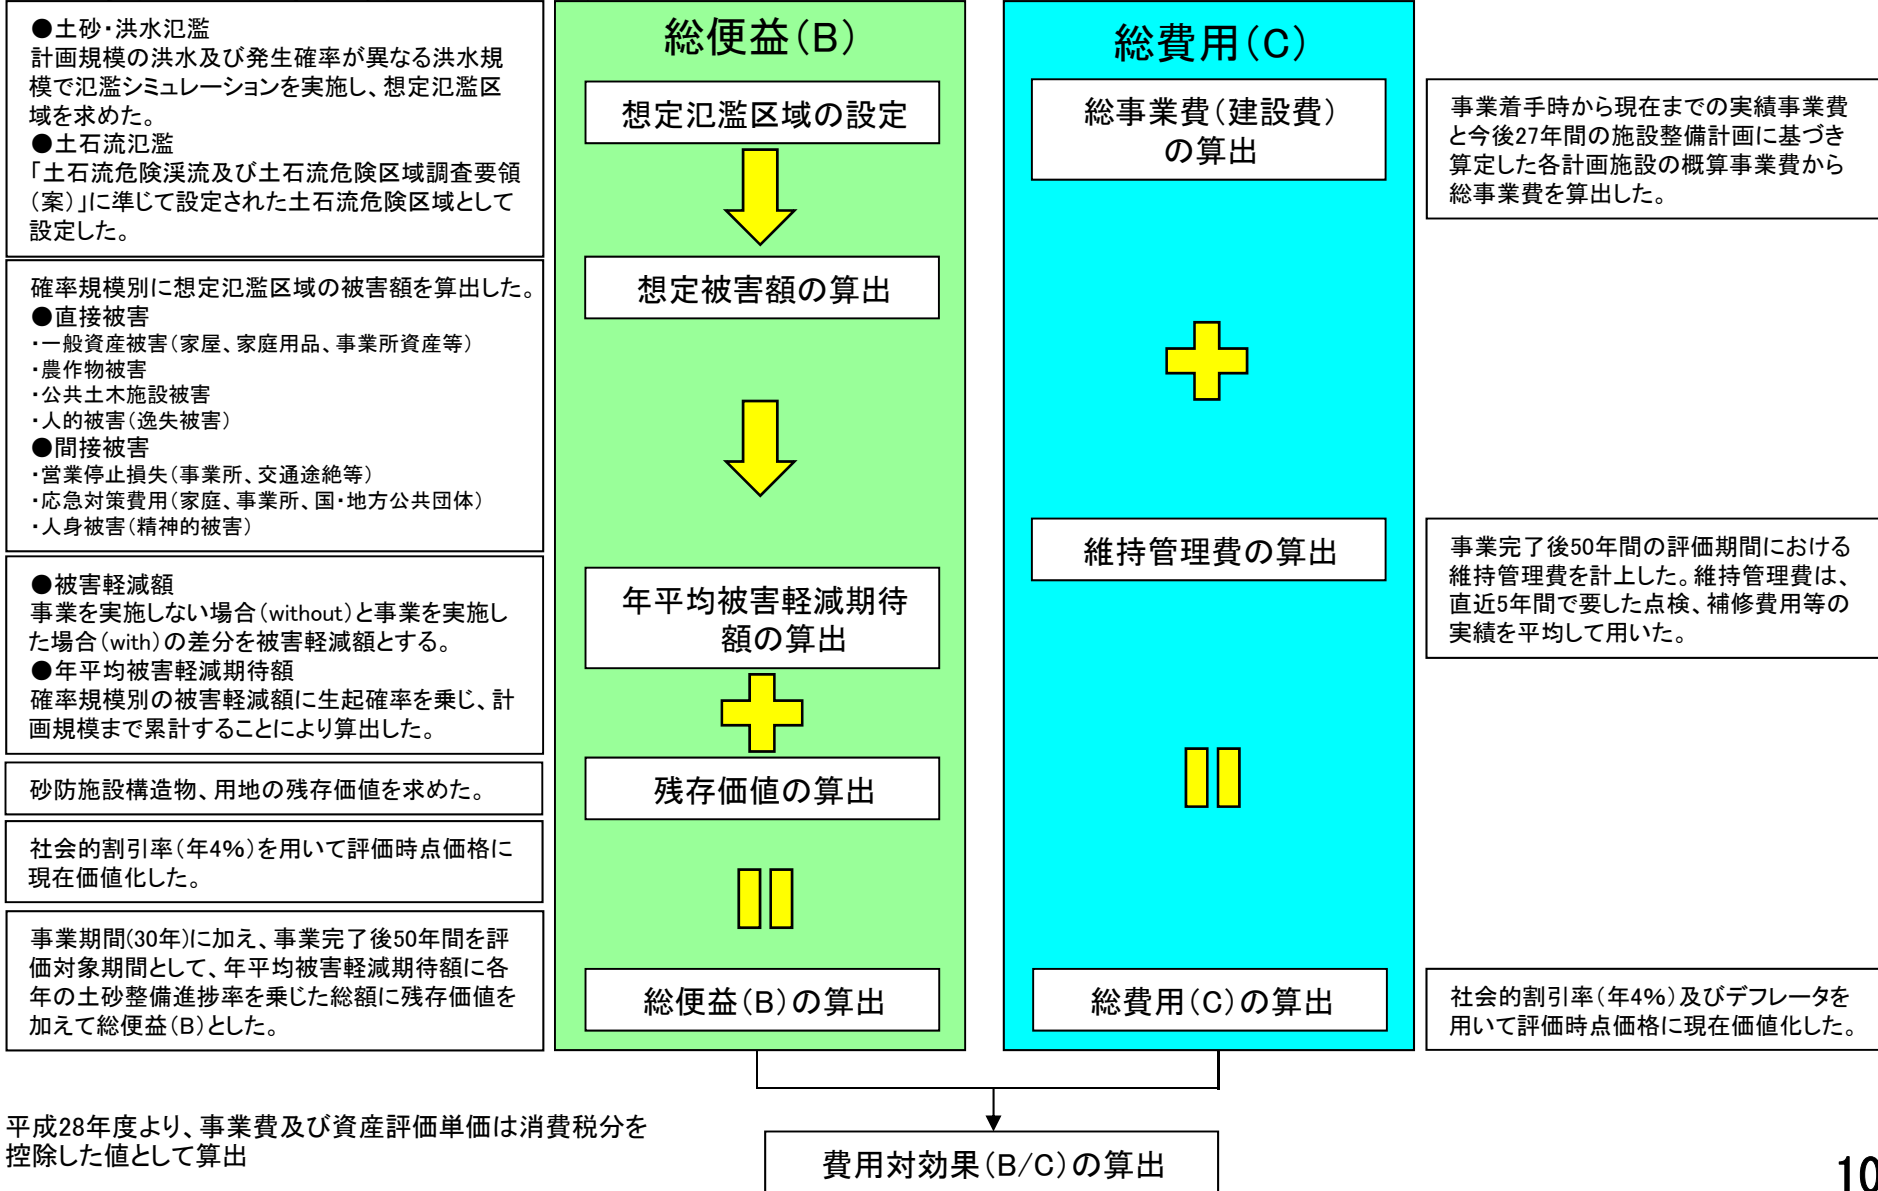 ●土砂・洪水氾濫
計画規模の洪水及び発生確率が異なる洪水規
模で氾濫シミュレーションを実施し、想定氾濫区
域を求めた。
●土石流氾濫
「土石流危険渓流及び土石流危険区域調査要領
(案)」に準じて設定された土石流危険区域として
設定した。
確率規模別に想定氾濫区域の被害額を算出した。
●直接被害
・一般資産被害(家屋、家庭用品、事業所資産等)
・農作物被害
・公共土木施設被害
・人的被害(逸失被害)
●間接被害
・営業停止損失(事業所、交通途絶等)
・応急対策費用(家庭、事業所、国・地方公共団体)
・人身被害(精神的被害)
●被害軽減額
事業を実施しない場合(without)と事業を実施し
た場合(with)の差分を被害軽減額とする。
●年平均被害軽減期待額
確率規模別の被害軽減額に生起確率を乗じ、計
画規模まで累計することにより算出した。
砂防施設構造物、用地の残存価値を求めた。
社会的割引率(年4%)を用いて評価時点価格に
現在価値化した。
事業期間(30年)に加え、事業完了後50年間を評
価対象期間として、年平均被害軽減期待額に各
年の土砂整備進捗率を乗じた総額に残存価値を
加えて総便益(B)とした。
総便益(B)
想定氾濫区域の設定
想定被害額の算出
年平均被害軽減期待
額の算出
残存価値の算出
総便益(B)の算出
総費用(C)
総事業費(建設費)
の算出
維持管理費の算出
総費用(C)の算出
事業着手時から現在までの実績事業費
と今後27年間の施設整備計画に基づき
算定した各計画施設の概算事業費から
総事業費を算出した。
事業完了後50年間の評価期間における
維持管理費を計上した。維持管理費は、
直近5年間で要した点検、補修費用等の
実績を平均して用いた。
社会的割引率(年4%)及びデフレータを
用いて評価時点価格に現在価値化した。
平成28年度より、事業費及び資産評価単価は消費税分を
控除した値として算出
費用対効果(B/C)の算出
10